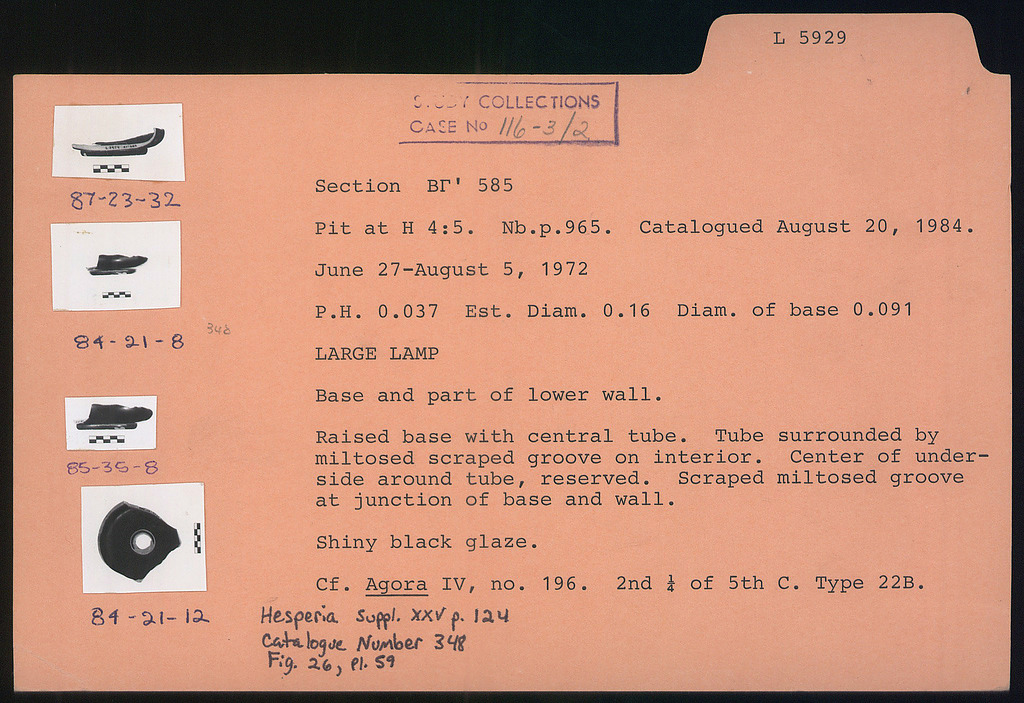 L 5929
STUDY COLLECTIONS
CASE No 116-3/2
87-23-32
84-21-8
348
85-35-8
84-21-12
Section ΒΓ' 585
Pit at H 4:5. Nb.p.965. Catalogued August 20, 1984.
June 27-August 5, 1972
P.H. 0.037 Est. Diam. 0.16 Diam. of base 0.091
LARGE LAMP
Base and part of lower wall.
Raised base with central tube. Tube surrounded by
miltosed scraped groove on interior. Center of under-
side around tube, reserved. Scraped miltosed groove
at junction of base and wall.
Shiny black glaze.
Cf. Agora IV, no. 196. 2nd ¼ of 5th C. Type 22B.
Hesperia Suppl. XXV p. 124
Catalogue Number 348
Fig. 26, pl. 59